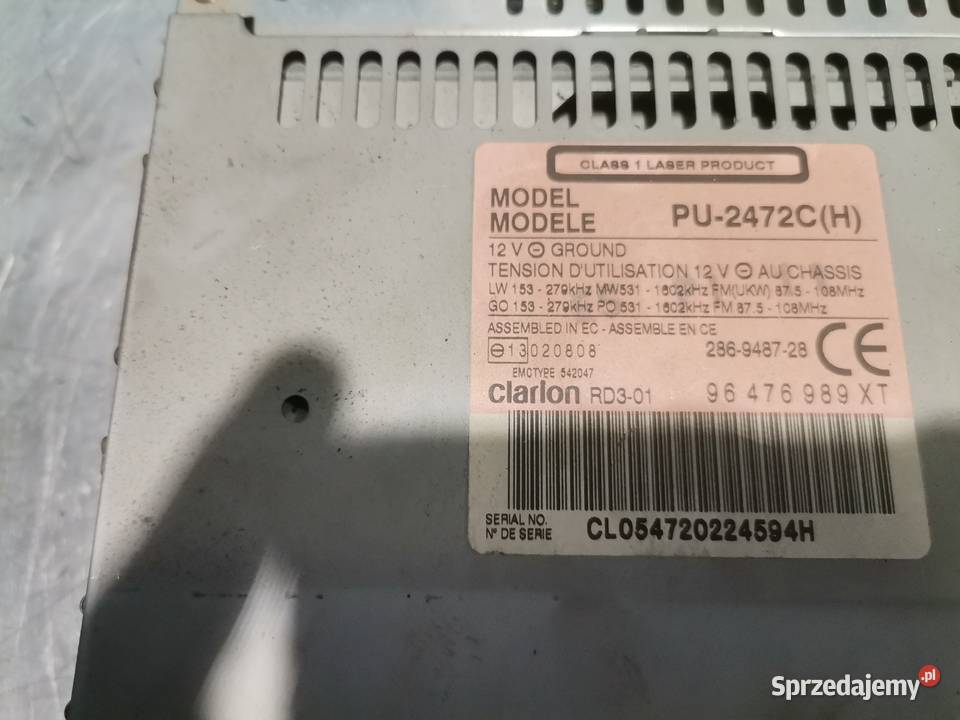 CLASS 1 LASER PRODUCT
MODEL
MODELE
PU-2472C(H)
12 V ⊖ GROUND
TENSION D'UTILISATION 12 V ⊖ AU CHASSIS
LW 153 - 279kHz MW531 - 1602kHz FM(UKW) 87.5 - 108MHz
GO 153 - 279kHz PO 531 - 1602kHz FM 87.5 - 108MHz
ASSEMBLED IN EC - ASSEMBLE EN CE
⊖13 020808
286-9487-28
CE
EMCTYPE 542047
clarion RD3-01
96 476 989 XT
SERIAL NO.
N° DE SERIE
CL054720224594H
Sprzedajemy.pl